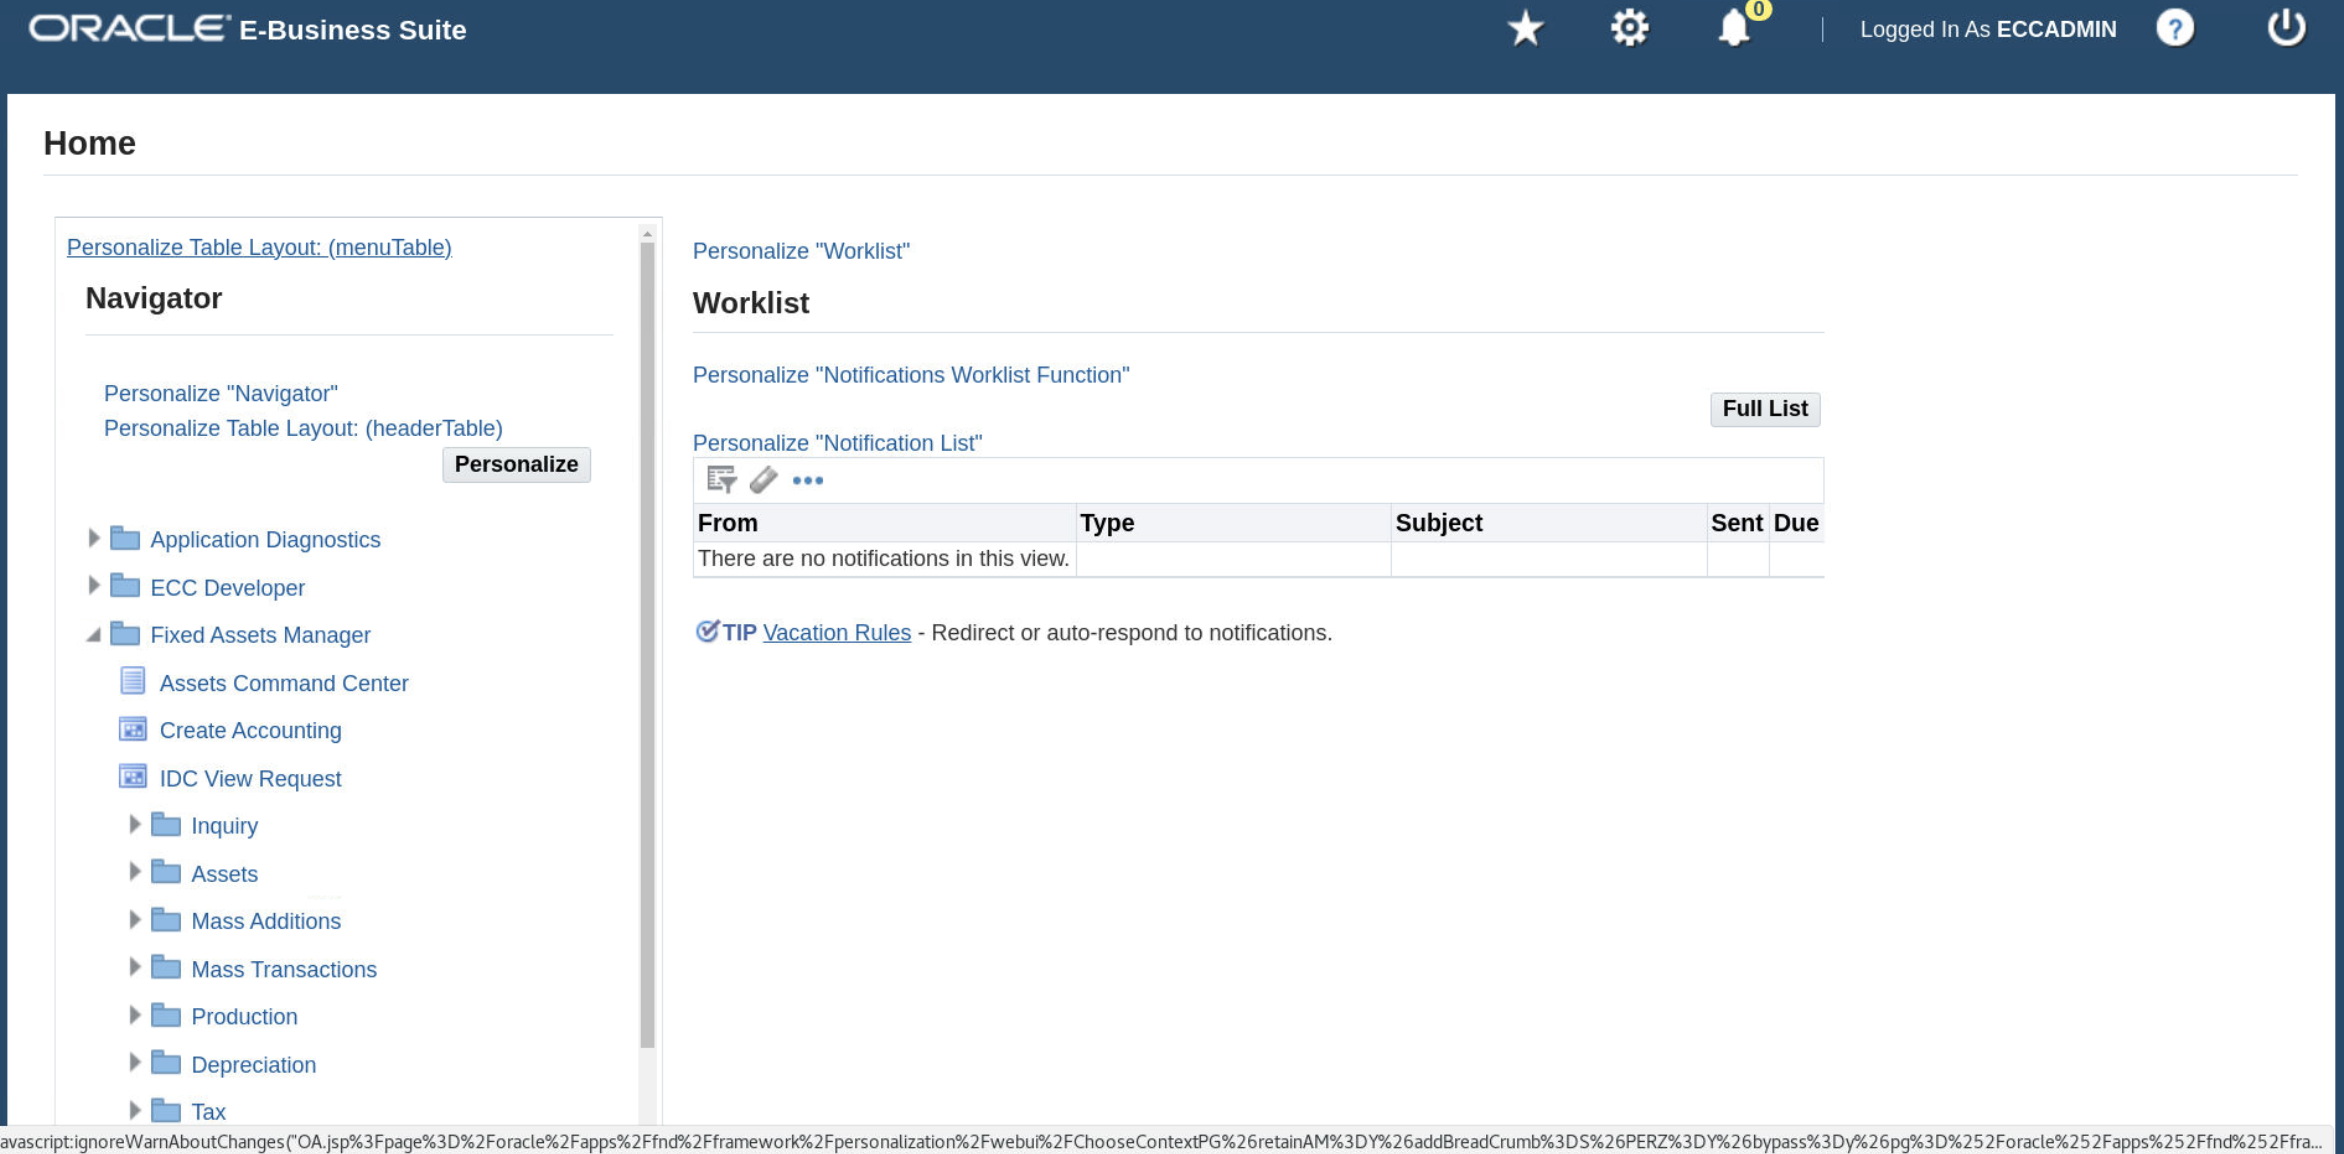 ORACLE E-Business Suite
0
Logged In As ECCADMIN
?
Home
Personalize Table Layout: (menuTable)
Navigator
Personalize "Navigator"
Personalize Table Layout: (headerTable)
Personalize
Application Diagnostics
ECC Developer
Fixed Assets Manager
Assets Command Center
Create Accounting
IDC View Request
Inquiry
Assets
Mass Additions
Mass Transactions
Production
Depreciation
Tax
Personalize "Worklist"
Worklist
Personalize "Notifications Worklist Function"
Full List
Personalize "Notification List"
From Type Subject Sent Due
There are no notifications in this view.
TIP Vacation Rules - Redirect or auto-respond to notifications.
avascript:ignoreWarnAboutChanges("OA.jsp%3Fpage%3D%2Foracle%2Fapps%2Ffnd%2Fframework%2Fpersonalization%2Fwebui%2FChooseContextPG%26retainAM%3DY%26addBreadCrumb%3DS%26PERZ%3DY%26bypass%3Dy%26pg%3D%252Foracle%252Fapps%252Ffnd%252Ffra...